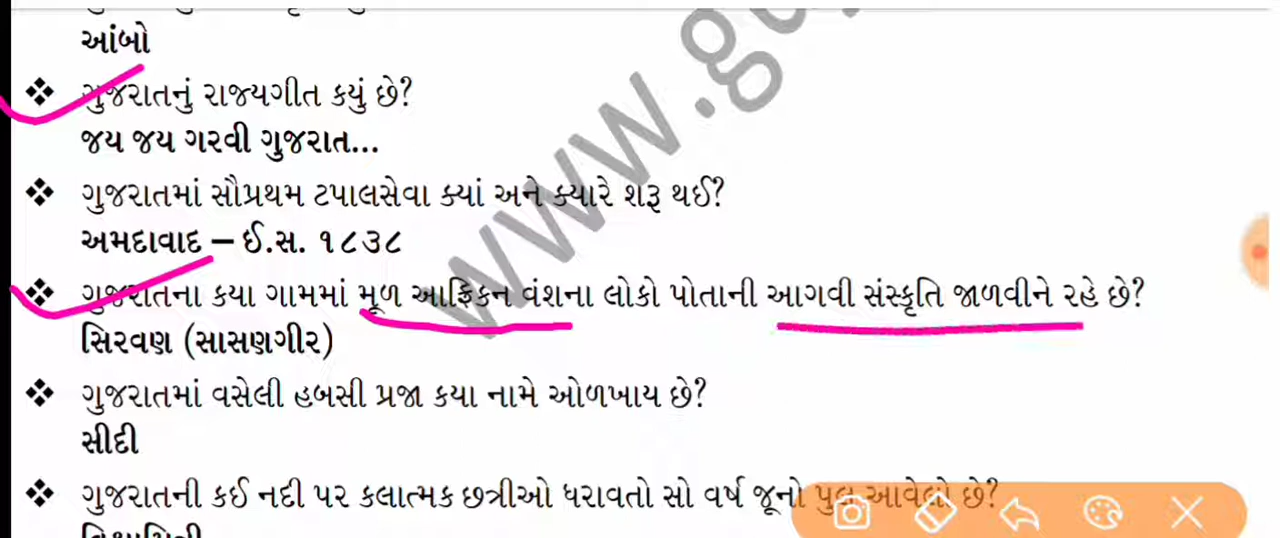 આંબો
❖ ગુજરાતનું રાજ્યગીત કયું છે?
જય જય ગરવી ગુજરાત...
❖ ગુજરાતમાં સૌપ્રથમ ટપાલસેવા ક્યાં અને ક્યારે શરૂ થઈ?
અમદાવાદ – ઈ.સ. ૧૮૩૮
❖ ગુજરાતના કયા ગામમાં મૂળ આફ્રિકન વંશના લોકો પોતાની આગવી સંસ્કૃતિ જાળવીને રહે છે?
સિરવણ (સાસણગીર)
❖ ગુજરાતમાં વસેલી હબસી પ્રજા કયા નામે ઓળખાય છે?
સીદી
❖ ગુજરાતની કઈ નદી પર કલાત્મક છત્રીઓ ધરાવતો સો વર્ષ જૂનો પુલ આવેલો છે?
www.gu